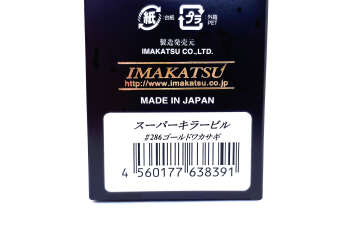 紙 台紙 プラ 外箱
PET
製造発売元
IMAKATSU CO.,LTD.
IMAKATSU
http://www.imakatsu.co.jp
MADE IN JAPAN
スーパーキラービル
#286ゴールドワカサギ
4 560177 638391